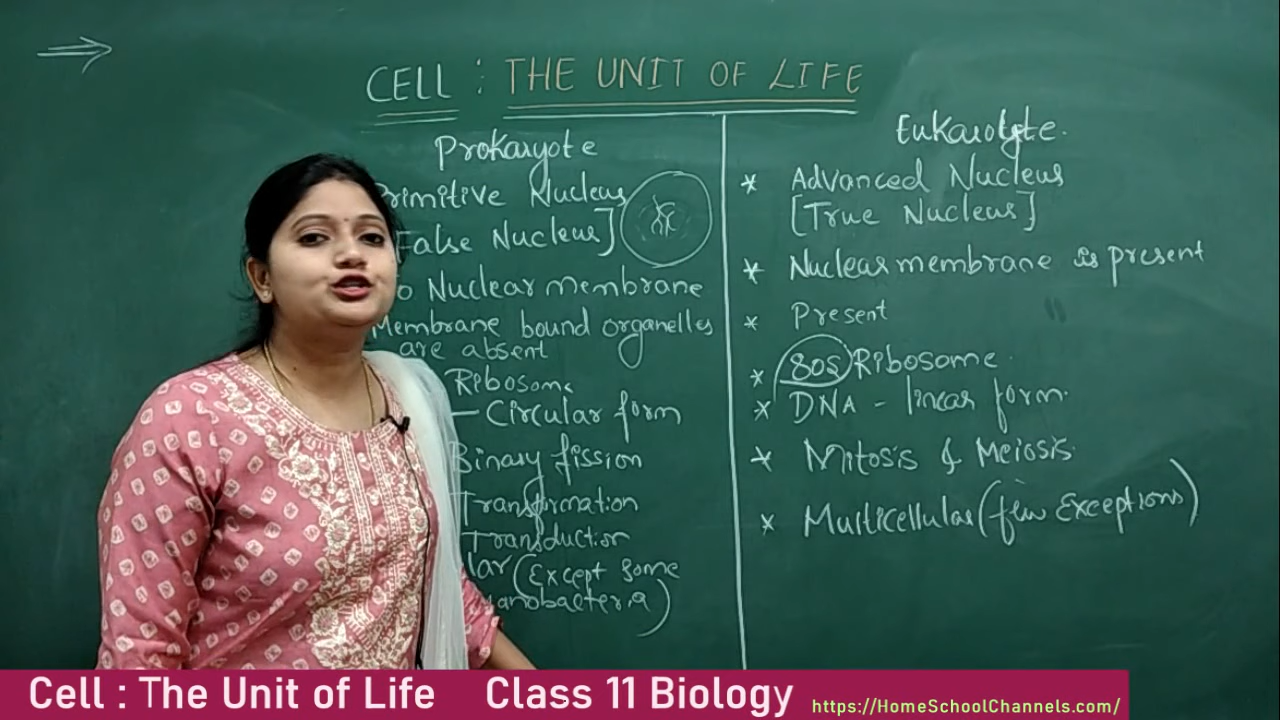 CELL : THE UNIT OF LIFE
Prokaryote
Primitive Nucleus
False Nucleus]
Nuclear membrane
Membrane bound organelles
are absent
Ribosome
- Circular form
Binary fission
Transformation
Transduction
lar (Except some
anobacteria)
Eukaryote.
* Advanced Nucleus
[True Nucleus]
* Nuclear membrane is present
* Present
* 80s Ribosome.
* DNA - linear form.
* Mitosis & Meiosis.
* Multicellular (few Exceptions)
Cell : The Unit of Life Class 11 Biology https://HomeSchoolChannels.com/